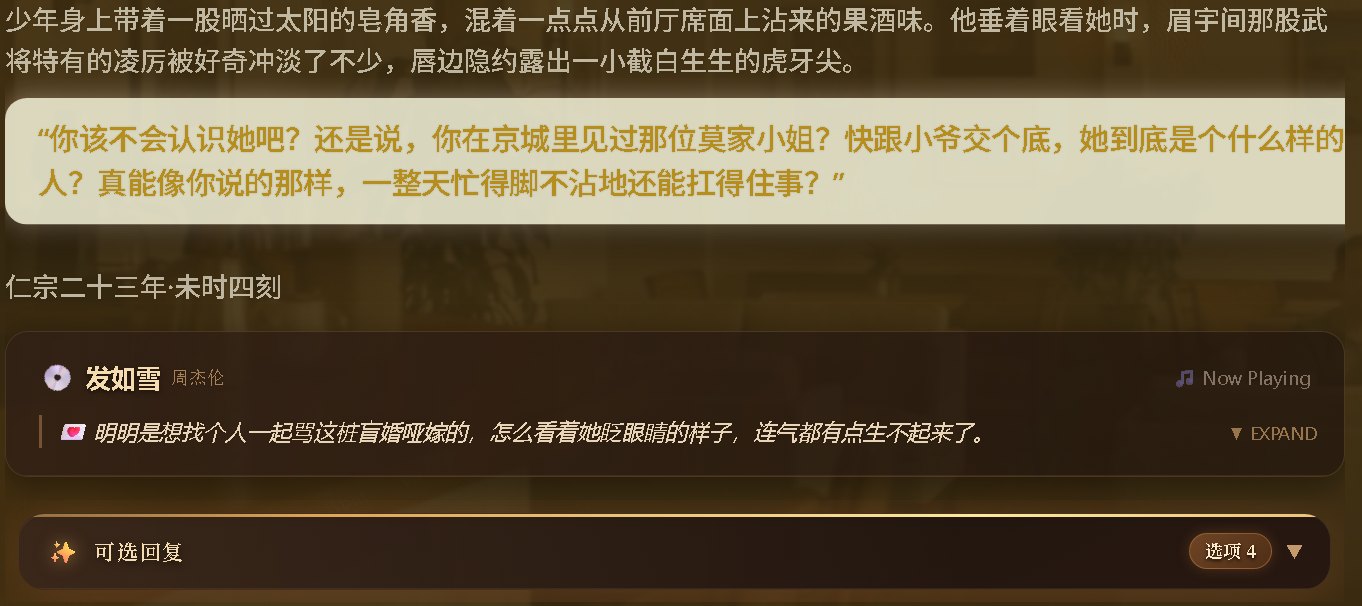 少年身上带着一股晒过太阳的皂角香，混着一点点从前厅席面上沾来的果酒味。他垂着眼看她时，眉宇间那股武
将特有的凌厉被好奇冲淡了不少，唇边隐约露出一小截白生生的虎牙尖。
“你该不会认识她吧？还是说，你在京城里见过那位莫家小姐？快跟小爷交个底，她到底是个什么样的
人？真能像你说的那样，一整天忙得脚不沾地还能扛得住事？”
仁宗二十三年·未时四刻
发如雪 周杰伦 Now Playing
明明是想找个人一起骂这桩盲婚哑嫁的，怎么看着她眨眼睛的样子，连气都有点生不起来了。 ▼ EXPAND
可选回复 选项 4 ▼